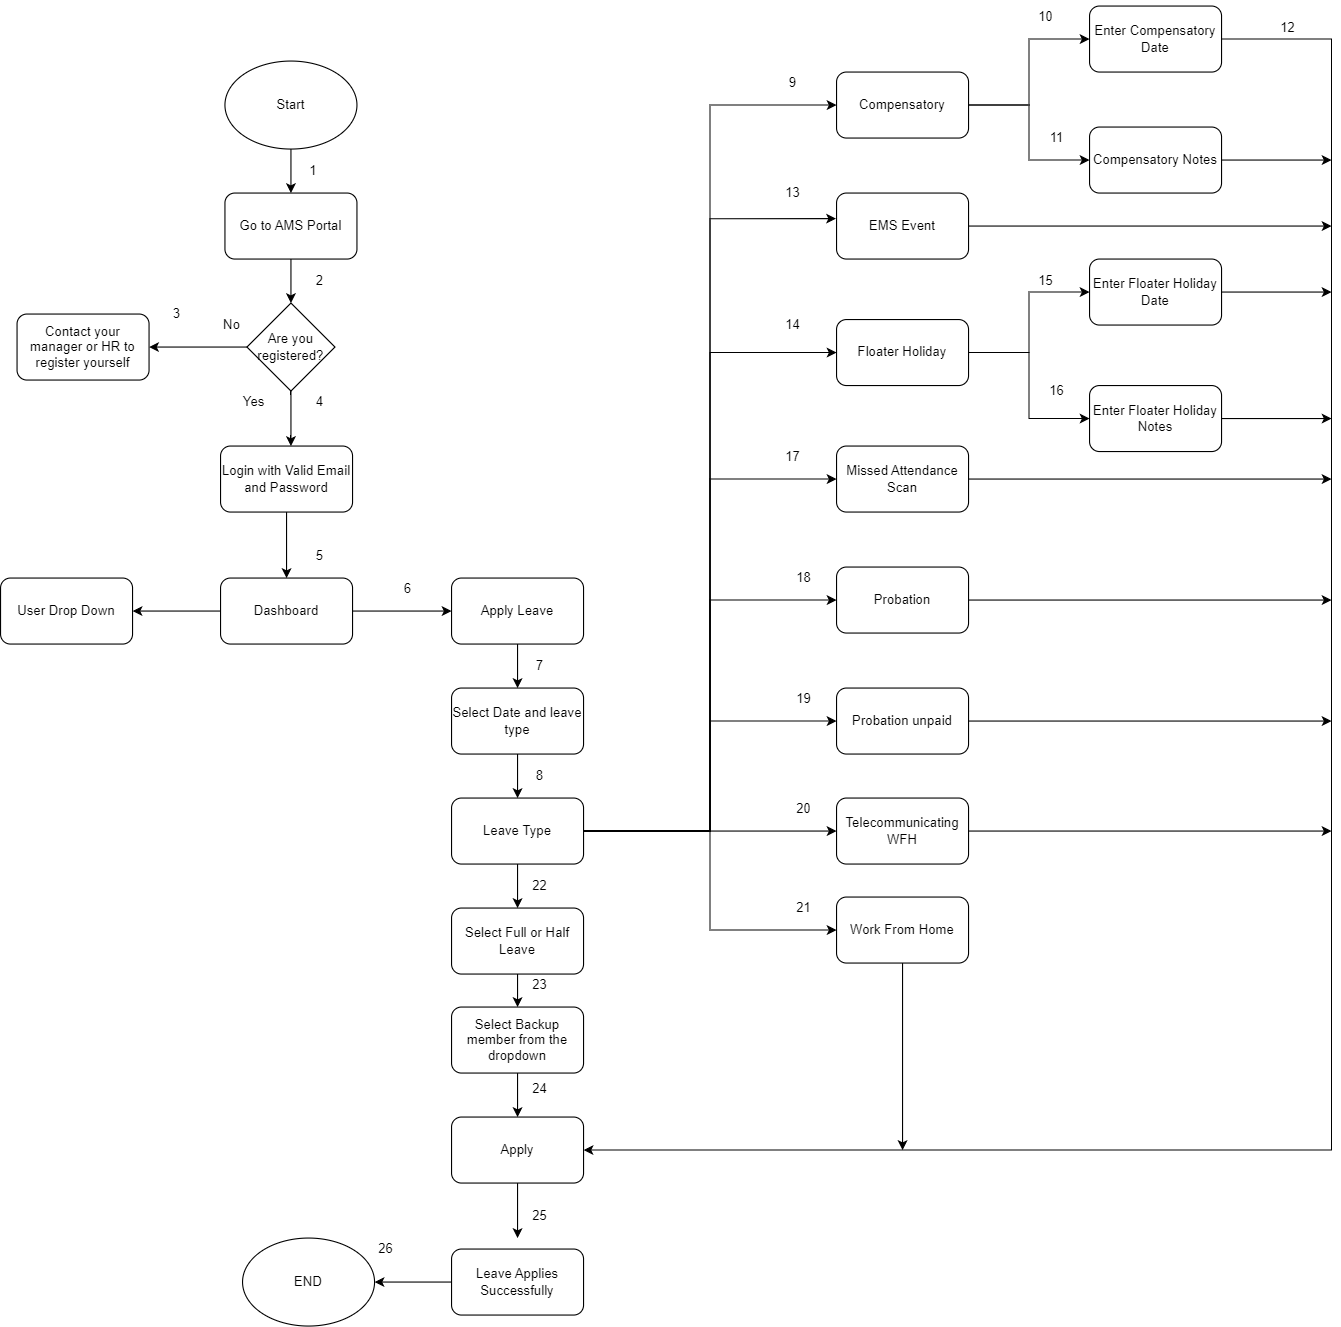 Start
1
Go to AMS Portal
2
Are you
registered?
No
3
Contact your
manager or HR to
register yourself
Yes
4
Login with Valid Email
and Password
5
Dashboard
User Drop Down
6
Apply Leave
7
Select Date and leave
type
8
Leave Type
9
Compensatory
10
Enter Compensatory
Date
12
11
Compensatory Notes
13
EMS Event
14
Floater Holiday
15
Enter Floater Holiday
Date
16
Enter Floater Holiday
Notes
17
Missed Attendance
Scan
18
Probation
19
Probation unpaid
20
Telecommunicating
WFH
21
Work From Home
22
Select Full or Half
Leave
23
Select Backup
member from the
dropdown
24
Apply
25
Leave Applies
Successfully
26
END